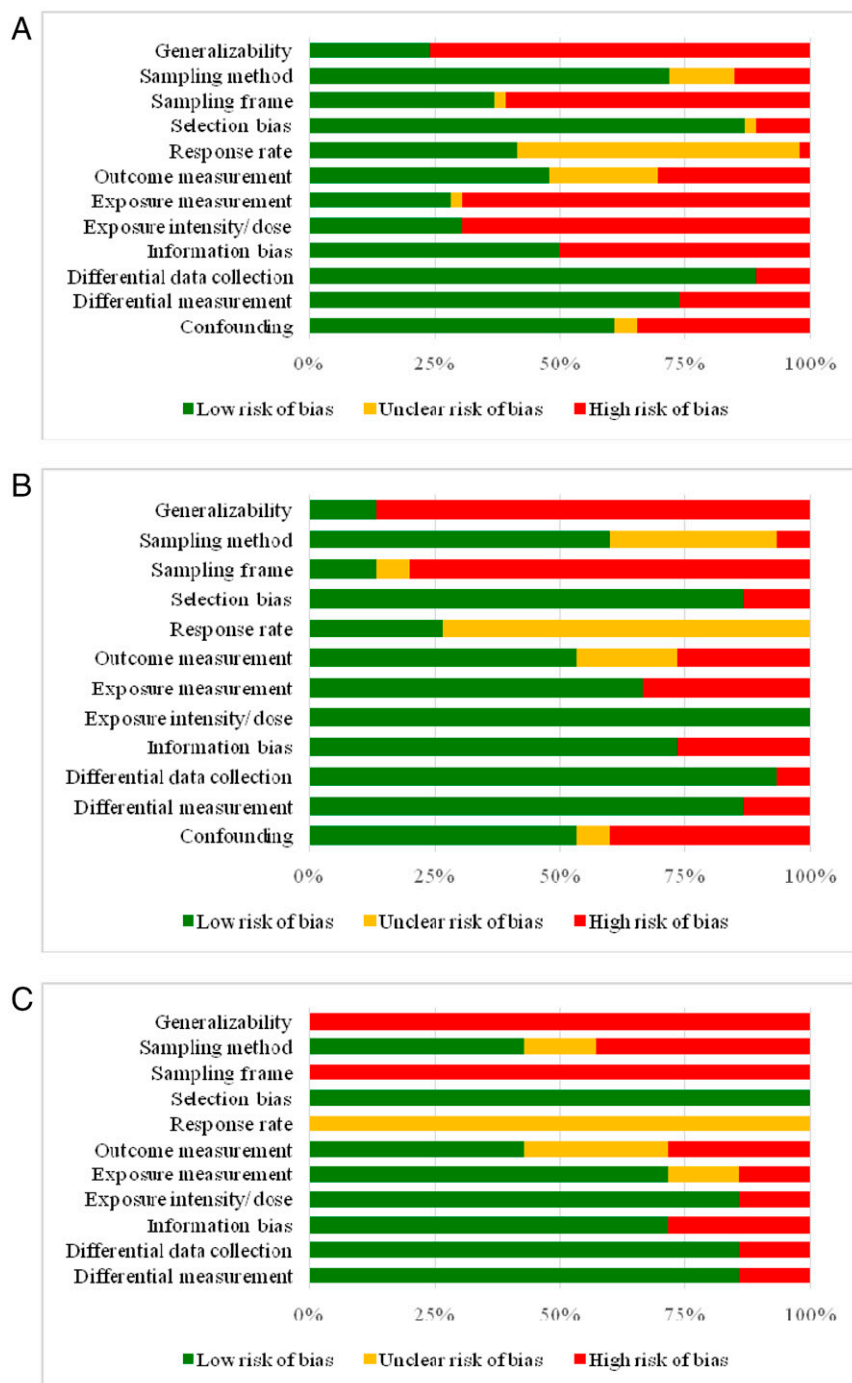 A
Generalizability
Sampling method
Sampling frame
Selection bias
Response rate
Outcome measurement
Exposure measurement
Exposure intensity/dose
Information bias
Differential data collection
Differential measurement
Confounding
0% 25% 50% 75% 100%
Low risk of bias Unclear risk of bias High risk of bias
B
Generalizability
Sampling method
Sampling frame
Selection bias
Response rate
Outcome measurement
Exposure measurement
Exposure intensity/dose
Information bias
Differential data collection
Differential measurement
Confounding
0% 25% 50% 75% 100%
Low risk of bias Unclear risk of bias High risk of bias
C
Generalizability
Sampling method
Sampling frame
Selection bias
Response rate
Outcome measurement
Exposure measurement
Exposure intensity/dose
Information bias
Differential data collection
Differential measurement
0% 25% 50% 75% 100%
Low risk of bias Unclear risk of bias High risk of bias